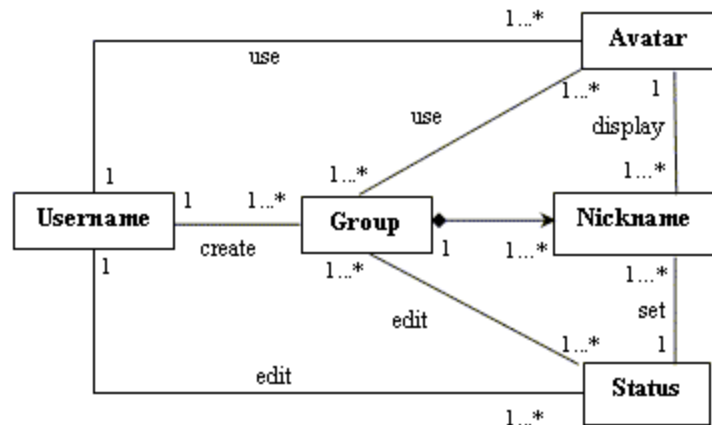 1...*
Avatar
use
1...*
1
use
display
1...*
1...*
1
1
1...*
Username
Group
Nickname
create
1...*
1
1...*
1...*
1
edit
set
1...*
1
edit
Status
1...*